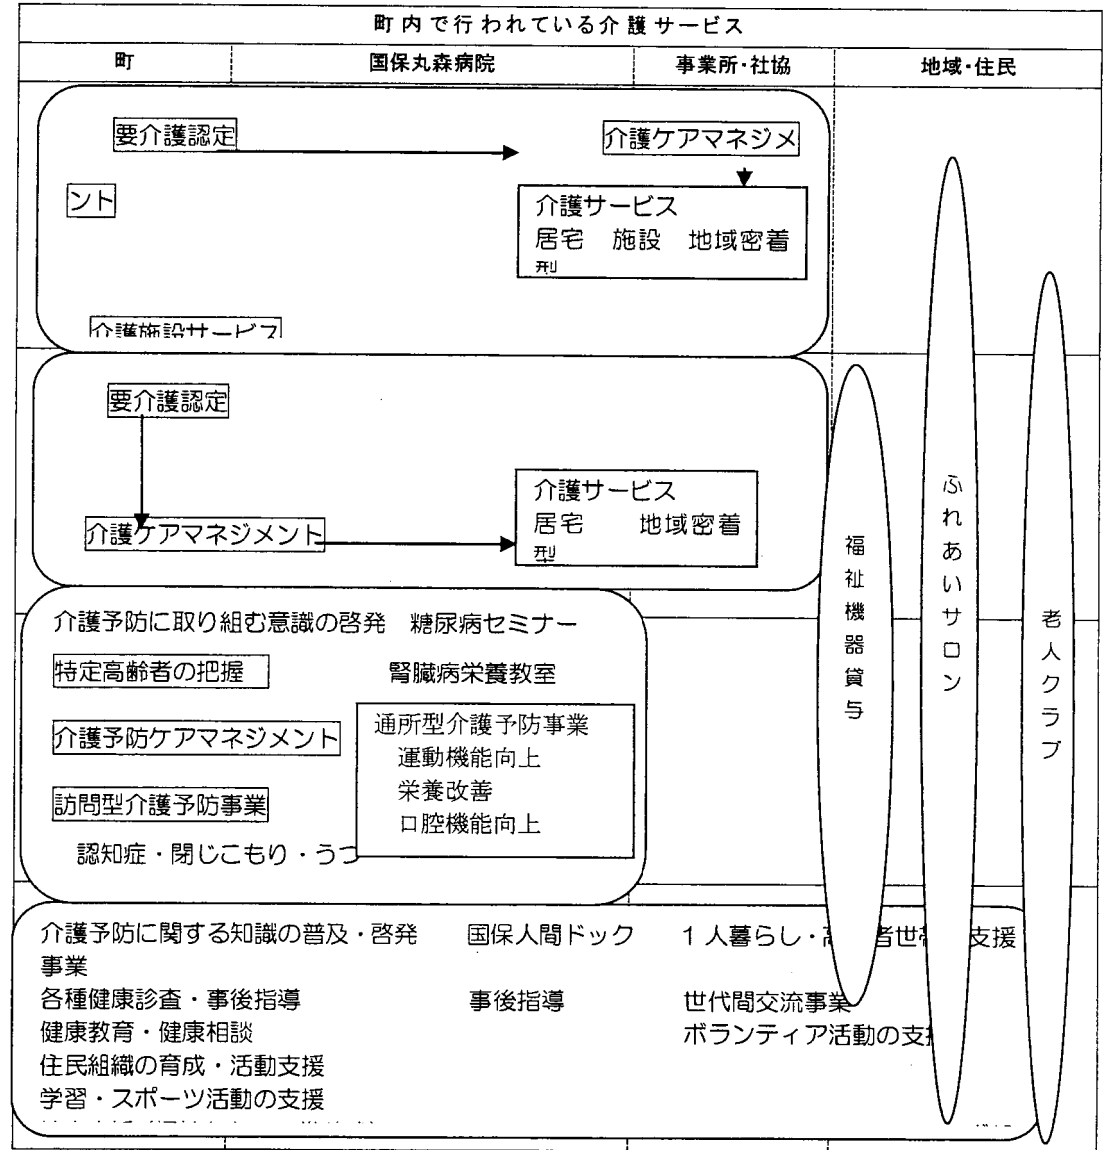 町内で行われている介護サービス
町 国保丸森病院 事業所・社協 地域・住民
要介護認定 介護ケアマネジメ
ント
介護サービス
居宅 施設 地域密着
型
介護施設サービス
要介護認定
介護サービス
居宅 地域密着
型
介護ケアマネジメント
介護予防に取り組む意識の啓発 糖尿病セミナー
特定高齢者の把握 腎臓病栄養教室
介護予防ケアマネジメント
訪問型介護予防事業
認知症・閉じこもり・うつ
通所型介護予防事業
運動機能向上
栄養改善
口腔機能向上
福祉機器貸与
ふれあいサロン
老人クラブ
介護予防に関する知識の普及・啓発 国保人間ドック 1人暮らし・高 者世帯 支援
事業
各種健康診査・事後指導 事後指導 世代間交流事業
健康教育・健康相談 ボランティア活動の支援
住民組織の育成・活動支援
学習・スポーツ活動の支援